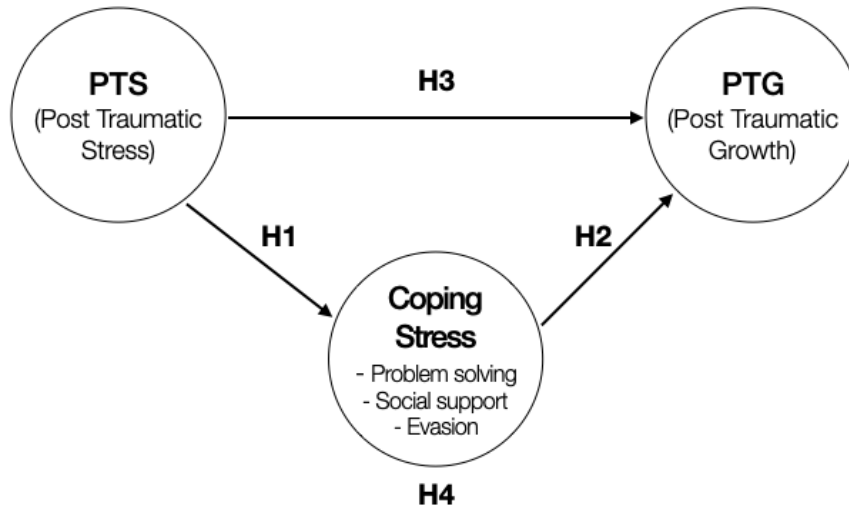 PTS
(Post Traumatic
Stress)
H3
PTG
(Post Traumatic
Growth)
H1
H2
Coping
Stress
- Problem solving
- Social support
- Evasion
H4